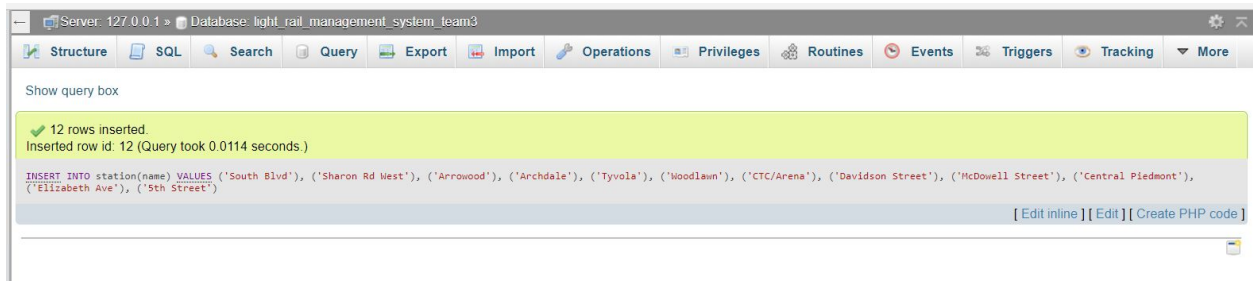 Server: 127.0.0.1 » Database: light_rail_management_system_team3
Structure SQL Search Query Export Import Operations Privileges Routines Events Triggers Tracking More
Show query box
12 rows inserted.
Inserted row id: 12 (Query took 0.0114 seconds.)
INSERT INTO station(name) VALUES ('South Blvd'), ('Sharon Rd West'), ('Arrowood'), ('Archdale'), ('Tyvola'), ('Woodlawn'), ('CTC/Arena'), ('Davidson Street'), ('McDowell Street'), ('Central Piedmont'),
('Elizabeth Ave'), ('5th Street')
[ Edit inline ] [ Edit ] [ Create PHP code ]